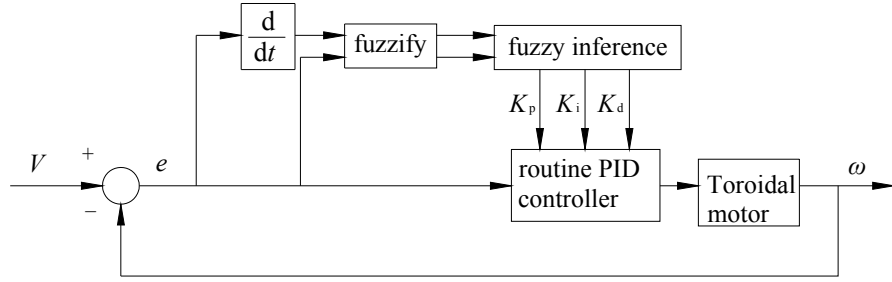 d
dt
fuzzify
fuzzy inference
Kp Ki Kd
V + e
−
routine PID
controller
Toroidal
motor
ω